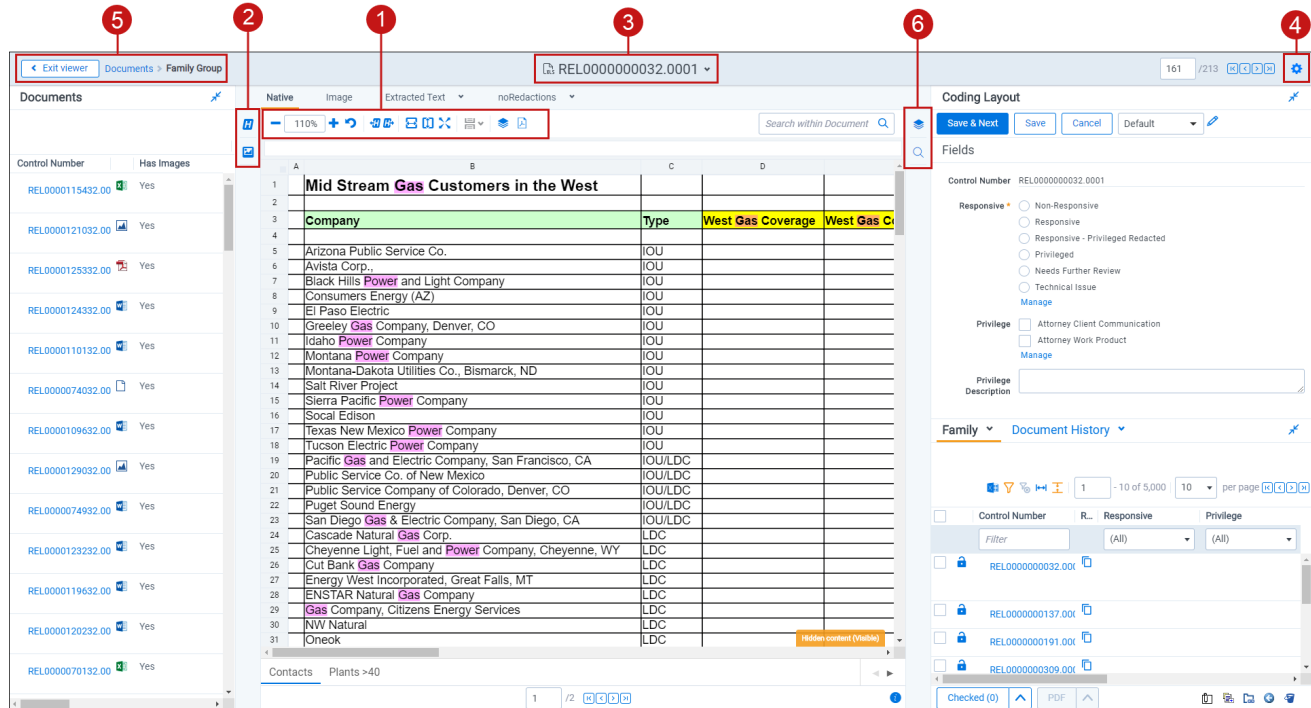 5
2
1
3
6
4
Exit viewer Documents > Family Group
REL0000000032.0001
161 /213
Documents
Control Number Has Images
REL0000115432.00 Yes
REL0000121032.00 Yes
REL0000125332.00 Yes
REL0000124332.00 Yes
REL0000110132.00 Yes
REL0000074032.00 Yes
REL0000109632.00 Yes
REL0000129032.00 Yes
REL0000074932.00 Yes
REL0000123232.00 Yes
REL0000119632.00 Yes
REL0000120232.00 Yes
REL0000070132.00 Yes
Native Image Extracted Text noRedactions
110%
Search within Document
A B C D
1 Mid Stream Gas Customers in the West
2
3 Company Type West Gas Coverage West Gas Co
4
5 Arizona Public Service Co. IOU
6 Avista Corp., IOU
7 Black Hills Power and Light Company IOU
8 Consumers Energy (AZ) IOU
9 El Paso Electric IOU
10 Greeley Gas Company, Denver, CO IOU
11 Idaho Power Company IOU
12 Montana Power Company IOU
13 Montana-Dakota Utilities Co., Bismarck, ND IOU
14 Salt River Project IOU
15 Sierra Pacific Power Company IOU
16 Socal Edison IOU
17 Texas New Mexico Power Company IOU
18 Tucson Electric Power Company IOU
19 Pacific Gas and Electric Company, San Francisco, CA IOU/LDC
20 Public Service Co. of New Mexico IOU/LDC
21 Public Service Company of Colorado, Denver, CO IOU/LDC
22 Puget Sound Energy IOU/LDC
23 San Diego Gas & Electric Company, San Diego, CA IOU/LDC
24 Cascade Natural Gas Corp. LDC
25 Cheyenne Light, Fuel and Power Company, Cheyenne, WY LDC
26 Cut Bank Gas Company LDC
27 Energy West Incorporated, Great Falls, MT LDC
28 ENSTAR Natural Gas Company LDC
29 Gas Company, Citizens Energy Services LDC
30 NW Natural LDC
31 Oneok LDC
Hidden content (Visible)
Contacts Plants >40
1 /2
Coding Layout
Save & Next Save Cancel Default
Fields
Control Number REL0000000032.0001
Responsive * Non-Responsive
Responsive
Responsive - Privileged Redacted
Privileged
Needs Further Review
Technical Issue
Manage
Privilege Attorney Client Communication
Attorney Work Product
Manage
Privilege
Description
Family Document History
1 - 10 of 5,000 10 per page
Control Number R... Responsive Privilege
Filter (All) (All)
REL0000000032.000
REL0000000137.000
REL0000000191.000
REL0000000309.000
Checked (0) PDF